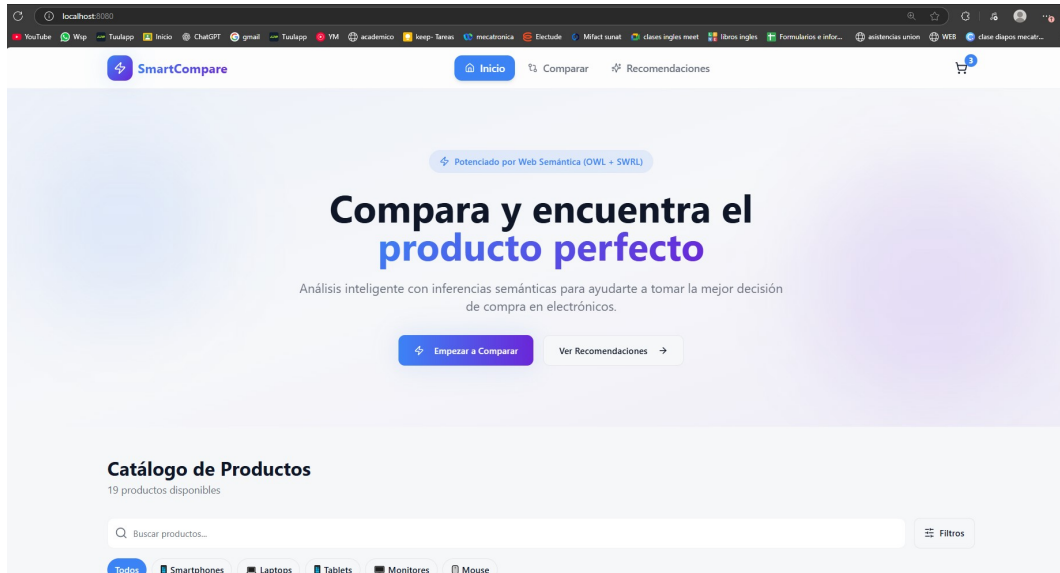 localhost:8080
YouTube Wsp Tuulapp Inicio ChatGPT gmail Tuulapp YM academico keep- Tareas mecatronica Electude Mifact sunat clases ingles meet libros ingles Formularios e infor... asistencias union WEB clase diapos mecatr...
SmartCompare
Inicio Comparar Recomendaciones
3
Potenciado por Web Semántica (OWL + SWRL)
Compara y encuentra el
producto perfecto
Análisis inteligente con inferencias semánticas para ayudarte a tomar la mejor decisión
de compra en electrónicos.
Empezar a Comparar Ver Recomendaciones →
Catálogo de Productos
19 productos disponibles
Buscar productos... Filtros
Todos Smartphones Laptops Tablets Monitores Mouse